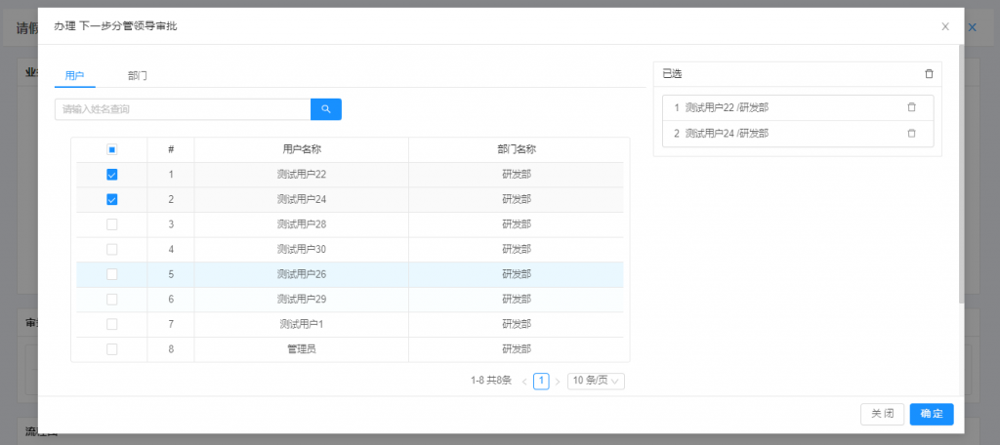 办理 下一步分管领导审批
请假
用户 部门
请输入姓名查询
# 用户名称 部门名称
1 测试用户22 研发部
2 测试用户24 研发部
3 测试用户28 研发部
4 测试用户30 研发部
5 测试用户26 研发部
6 测试用户29 研发部
7 测试用户1 研发部
8 管理员 研发部
1-8 共8条 1 10 条/页
已选
1 测试用户22 /研发部
2 测试用户24 /研发部
关 闭 确 定